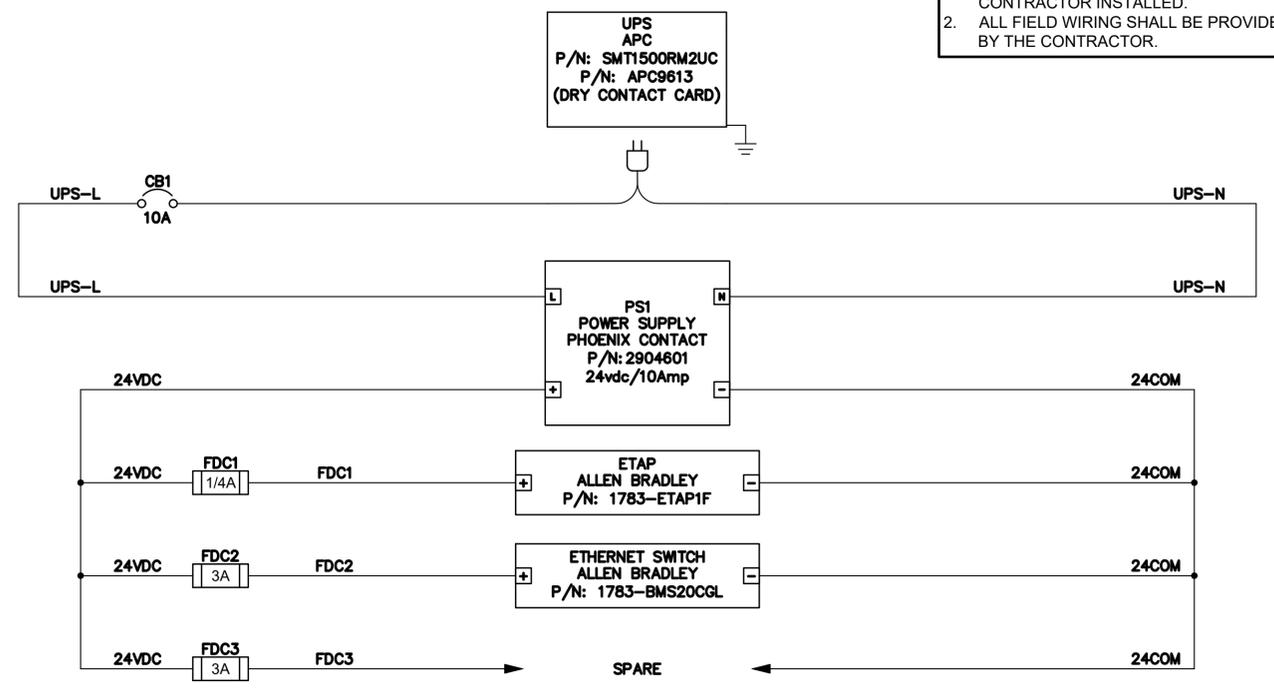 CONTRACTOR INSTALLED.
2. ALL FIELD WIRING SHALL BE PROVIDE
BY THE CONTRACTOR.
UPS
APC
P/N: SMT1500RM2UC
P/N: APC9613
(DRY CONTACT CARD)
UPS-L
CB1
10A
UPS-N
UPS-L
L
N
UPS-N
PS1
POWER SUPPLY
PHOENIX CONTACT
P/N:2904601
24vdc/10Amp
24VDC
+
-
24COM
24VDC
FDC1
1/4A
FDC1
+
ETAP
ALLEN BRADLEY
P/N: 1783-ETAP1F
-
24COM
24VDC
FDC2
3A
FDC2
+
ETHERNET SWITCH
ALLEN BRADLEY
P/N: 1783-BMS20CGL
-
24COM
24VDC
FDC3
3A
FDC3
SPARE
24COM